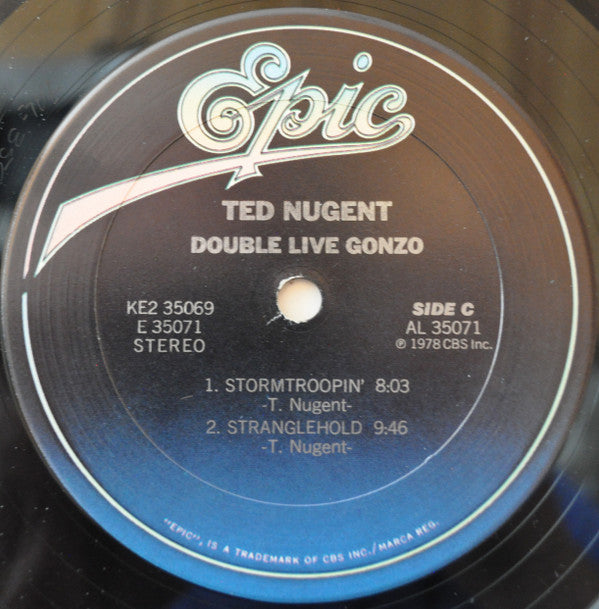 Epic
TED NUGENT
DOUBLE LIVE GONZO
KE2 35069
E 35071
STEREO
SIDE C
AL 35071
℗ 1978 CBS Inc.
1. STORMTROOPIN' 8:03
-T. Nugent-
2. STRANGLEHOLD 9:46
-T. Nugent-
"EPIC", IS A TRADEMARK OF CBS INC./MARCA REG.